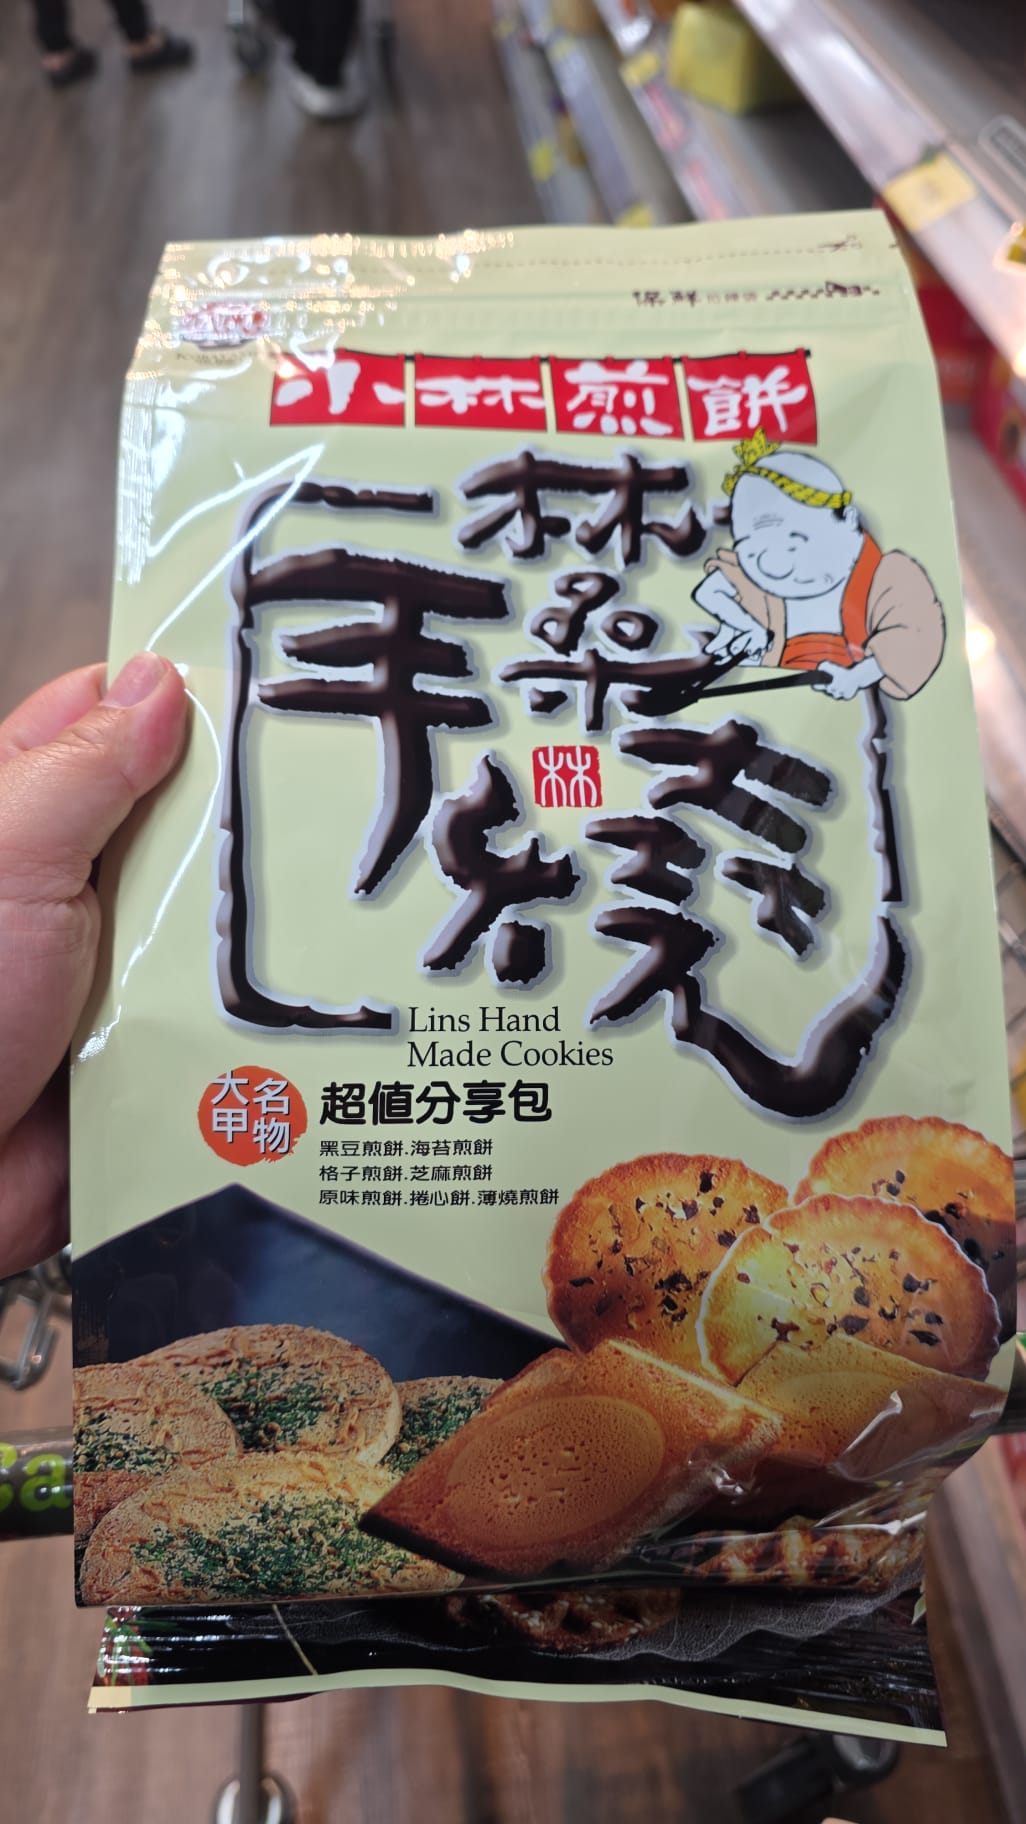 小林煎餅
林桑手燒
林
Lins Hand
Made Cookies
大甲名物
超值分享包
黑豆煎餅.海苔煎餅
格子煎餅.芝麻煎餅
原味煎餅.捲心餅.薄燒煎餅